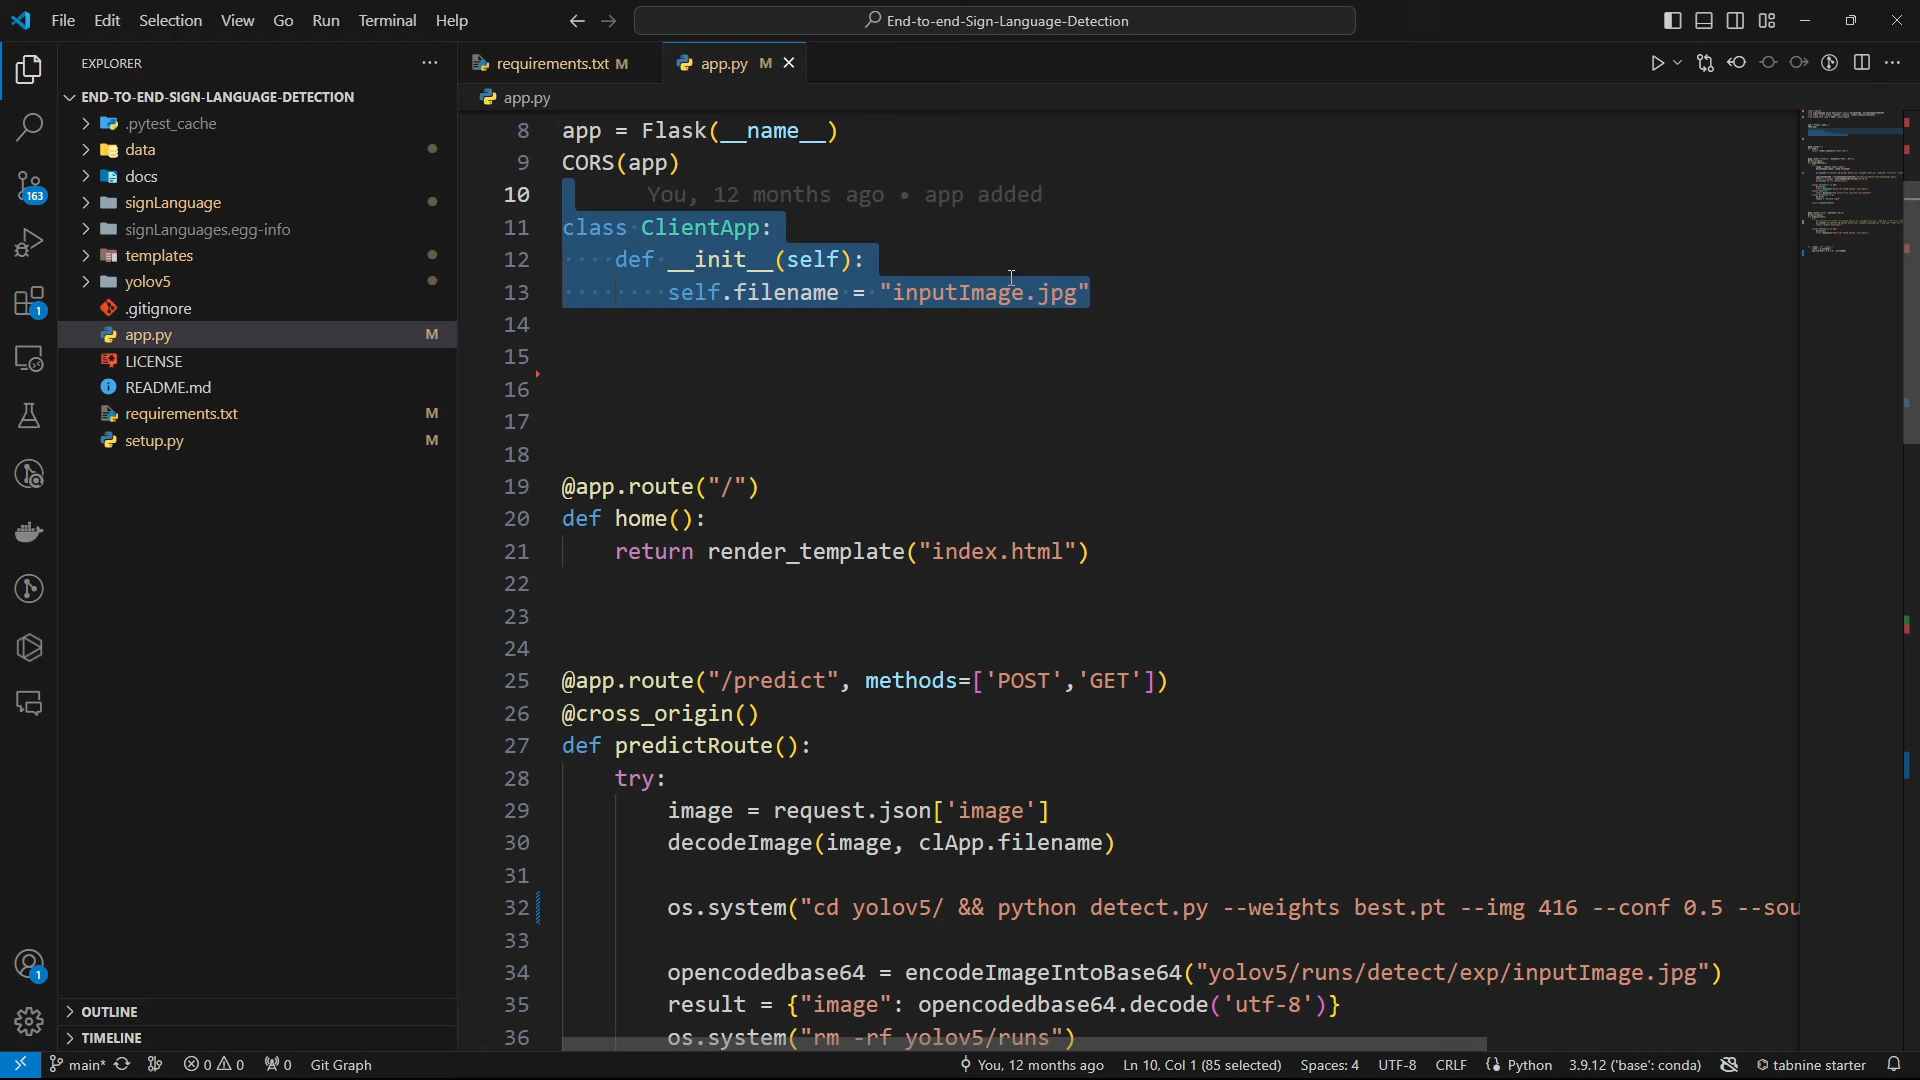 File Edit Selection View Go Run Terminal Help
End-to-end-Sign-Language-Detection
EXPLORER
END-TO-END-SIGN-LANGUAGE-DETECTION
.pytest_cache
data
docs
signLanguage
signLanguages.egg-info
templates
yolov5
.gitignore
app.py M
LICENSE
README.md
requirements.txt M
setup.py M
OUTLINE
TIMELINE
163
1
1
requirements.txt M app.py M
app.py
8 app = Flask(__name__)
9 CORS(app)
10 You, 12 months ago • app added
11 class ClientApp:
12 def __init__(self):
13 self.filename = "inputImage.jpg"
14
15
16
17
18
19 @app.route("/")
20 def home():
21 return render_template("index.html")
22
23
24
25 @app.route("/predict", methods=['POST','GET'])
26 @cross_origin()
27 def predictRoute():
28 try:
29 image = request.json['image']
30 decodeImage(image, clApp.filename)
31
32 os.system("cd yolov5/ && python detect.py --weights best.pt --img 416 --conf 0.5 --sou
33
34 opencodedbase64 = encodeImageIntoBase64("yolov5/runs/detect/exp/inputImage.jpg")
35 result = {"image": opencodedbase64.decode('utf-8')}
36 os.system("rm -rf yolov5/runs")
main* 0 0 0 Git Graph You, 12 months ago Ln 10, Col 1 (85 selected) Spaces: 4 UTF-8 CRLF Python 3.9.12 ('base': conda) tabnine starter